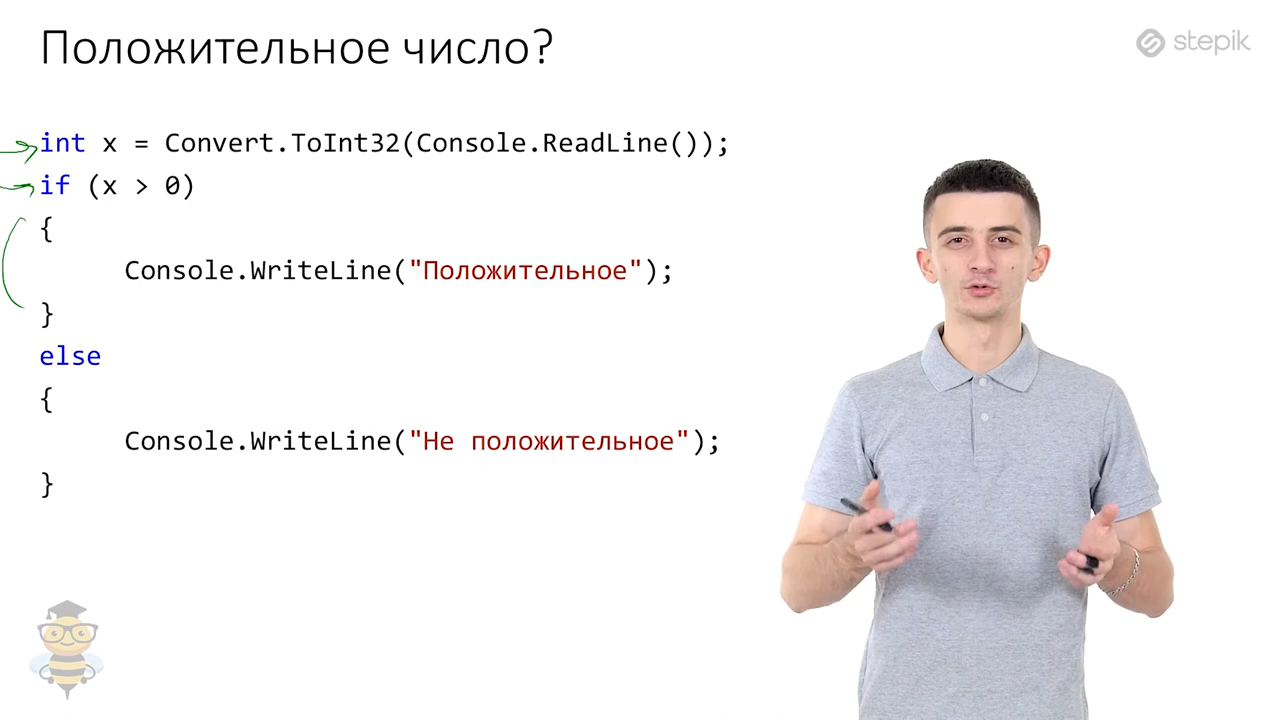 Положительное число?
stepik
int x = Convert.ToInt32(Console.ReadLine());
if (x > 0)
{
Console.WriteLine("Положительное");
}
else
{
Console.WriteLine("Не положительное");
}